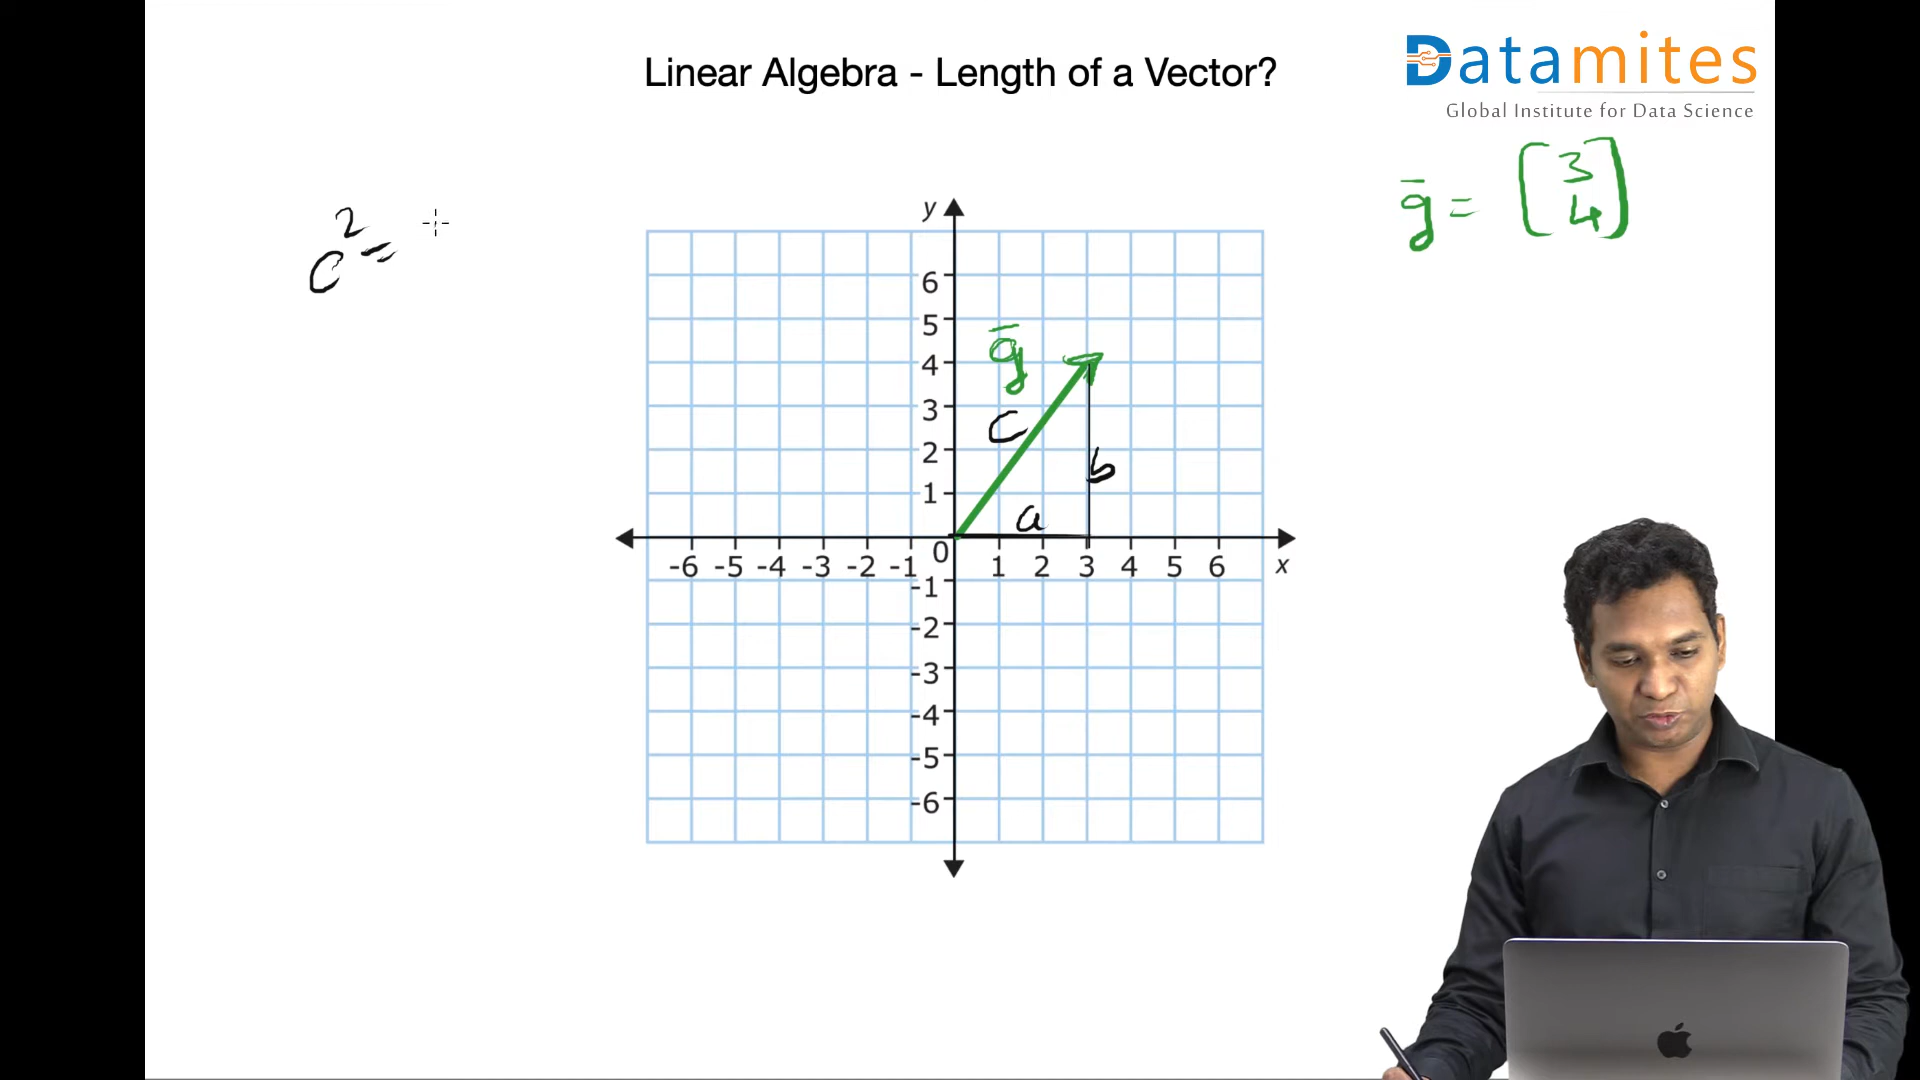 Linear Algebra - Length of a Vector?
Datamites
Global Institute for Data Science
g = [3
4]
c² =
y
6
5
4
3
2
1
g
c
b
a
0
-6 -5 -4 -3 -2 -1 1 2 3 4 5 6 x
-1
-2
-3
-4
-5
-6